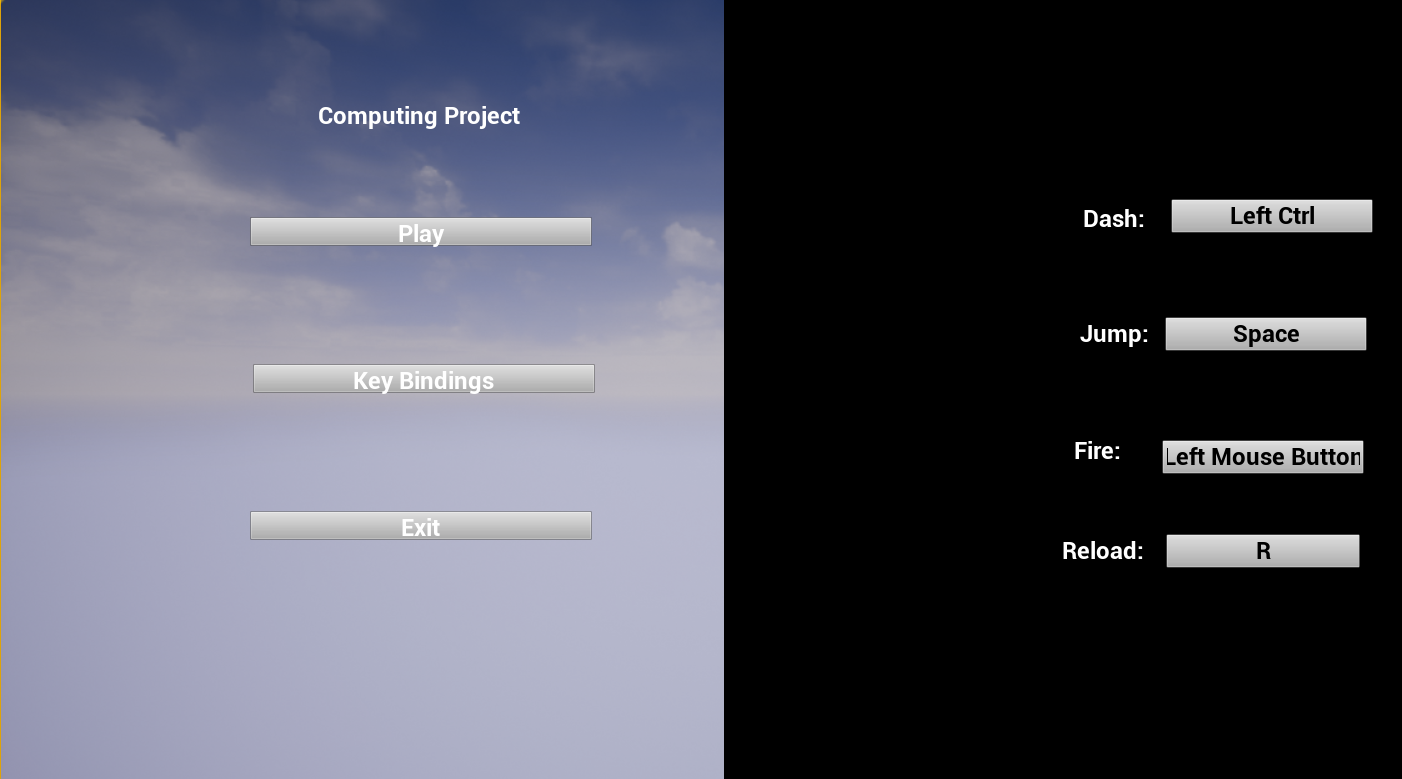 Computing Project
Play
Key Bindings
Exit
Dash: Left Ctrl
Jump: Space
Fire: Left Mouse Button
Reload: R